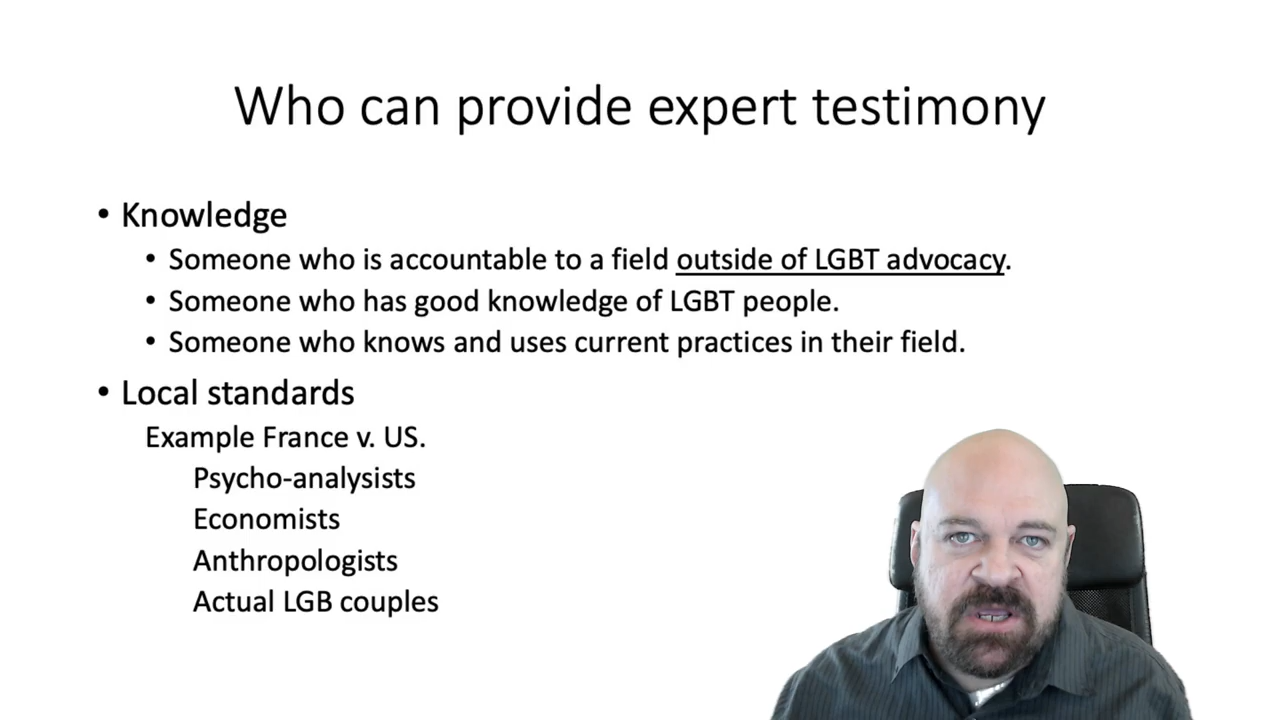 Who can provide expert testimony
• Knowledge
• Someone who is accountable to a field outside of LGBT advocacy.
• Someone who has good knowledge of LGBT people.
• Someone who knows and uses current practices in their field.
• Local standards
Example France v. US.
Psycho-analysists
Economists
Anthropologists
Actual LGB couples